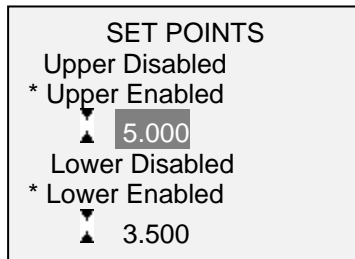 SET POINTS
Upper Disabled
* Upper Enabled
5.000
Lower Disabled
* Lower Enabled
3.500